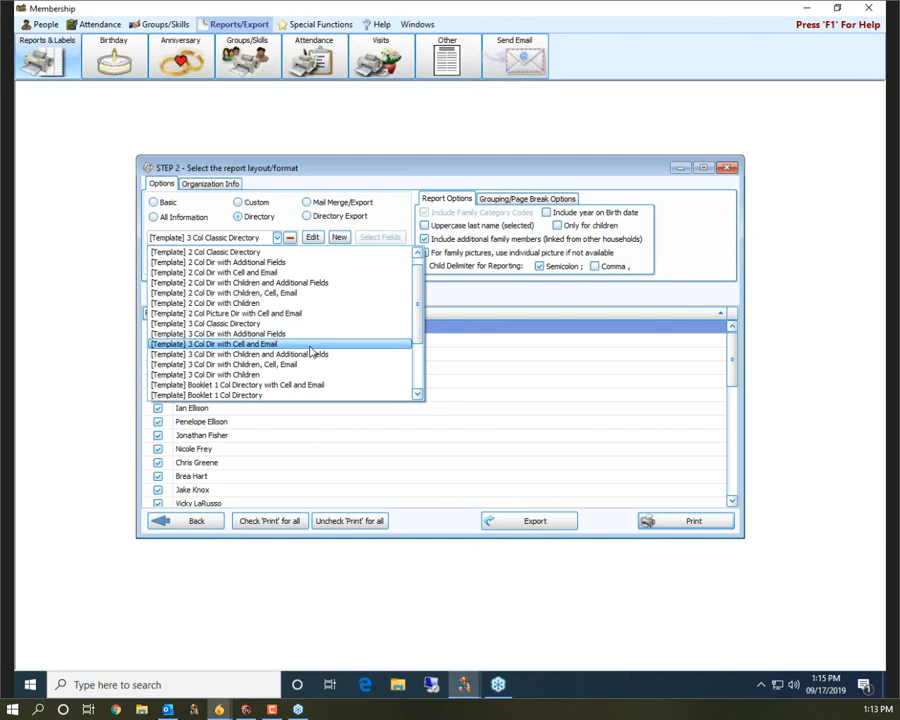 Membership
People Attendance Groups/Skills Reports/Export Special Functions Help Windows Press 'F1' For Help
Reports & Labels Birthday Anniversary Groups/Skills Attendance Visits Other Send Email
STEP 2 - Select the report layout/format
Options Organization Info
Basic Custom Mail Merge/Export
All Information Directory Directory Export
[Template] 3 Col Classic Directory Edit New Select Fields
Report Options Grouping/Page Break Options
Include Family Category Codes Include year on Birth date
Uppercase last name (selected) Only for children
Include additional family members (linked from other households)
For family pictures, use individual picture if not available
Child Delimiter for Reporting: Semicolon ; Comma ,
[Template] 2 Col Classic Directory
[Template] 2 Col Dir with Additional Fields
[Template] 2 Col Dir with Cell and Email
[Template] 2 Col Dir with Children and Additional Fields
[Template] 2 Col Dir with Children, Cell, Email
[Template] 2 Col Dir with Children
[Template] 2 Col Picture Dir with Cell and Email
[Template] 3 Col Classic Directory
[Template] 3 Col Dir with Additional Fields
[Template] 3 Col Dir with Cell and Email
[Template] 3 Col Dir with Children and Additional Fields
[Template] 3 Col Dir with Children, Cell, Email
[Template] 3 Col Dir with Children
[Template] Booklet 1 Col Directory with Cell and Email
[Template] Booklet 1 Col Directory
Ian Ellison
Penelope Ellison
Jonathan Fisher
Nicole Frey
Chris Greene
Brea Hart
Jake Knox
Vicky LaRusso
Back Check 'Print' for all Uncheck 'Print' for all Export Print
Type here to search
1:15 PM
09/17/2019
1
1:13 PM